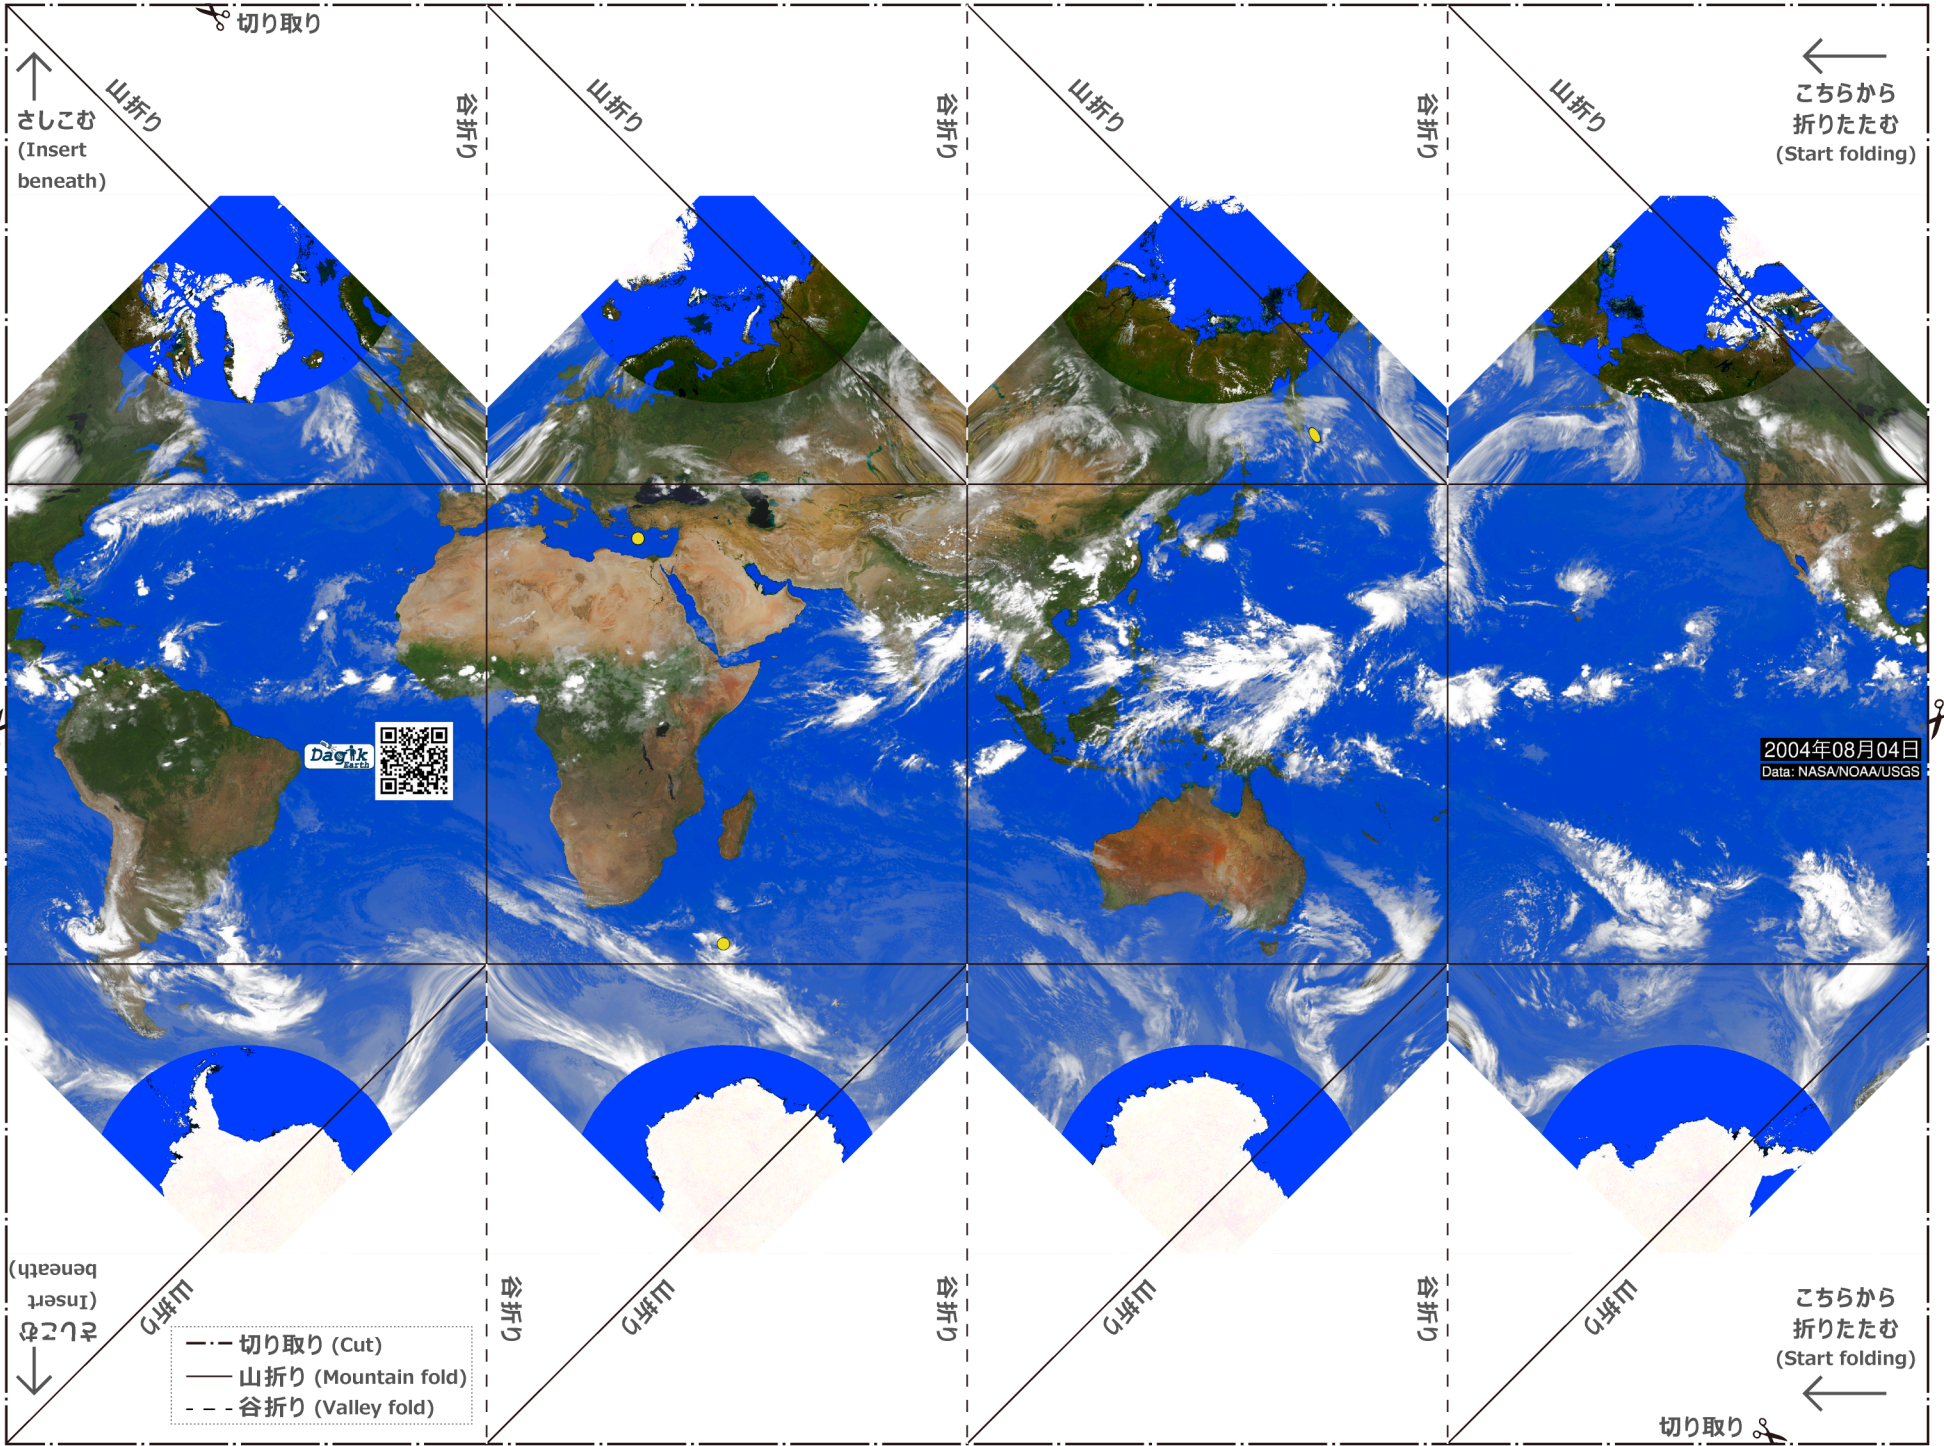 切り取り
山折り
谷折り
山折り
谷折り
山折り
谷折り
山折り
さしこむ
(Insert
beneath)
こちらから
折りたたむ
(Start folding)
Dagik
Earth
2004年08月04日
Data: NASA/NOAA/USGS
さしこむ
(Insert
beneath)
山折り
谷折り
山折り
谷折り
山折り
谷折り
山折り
こちらから
折りたたむ
(Start folding)
切り取り (Cut)
山折り (Mountain fold)
谷折り (Valley fold)
切り取り